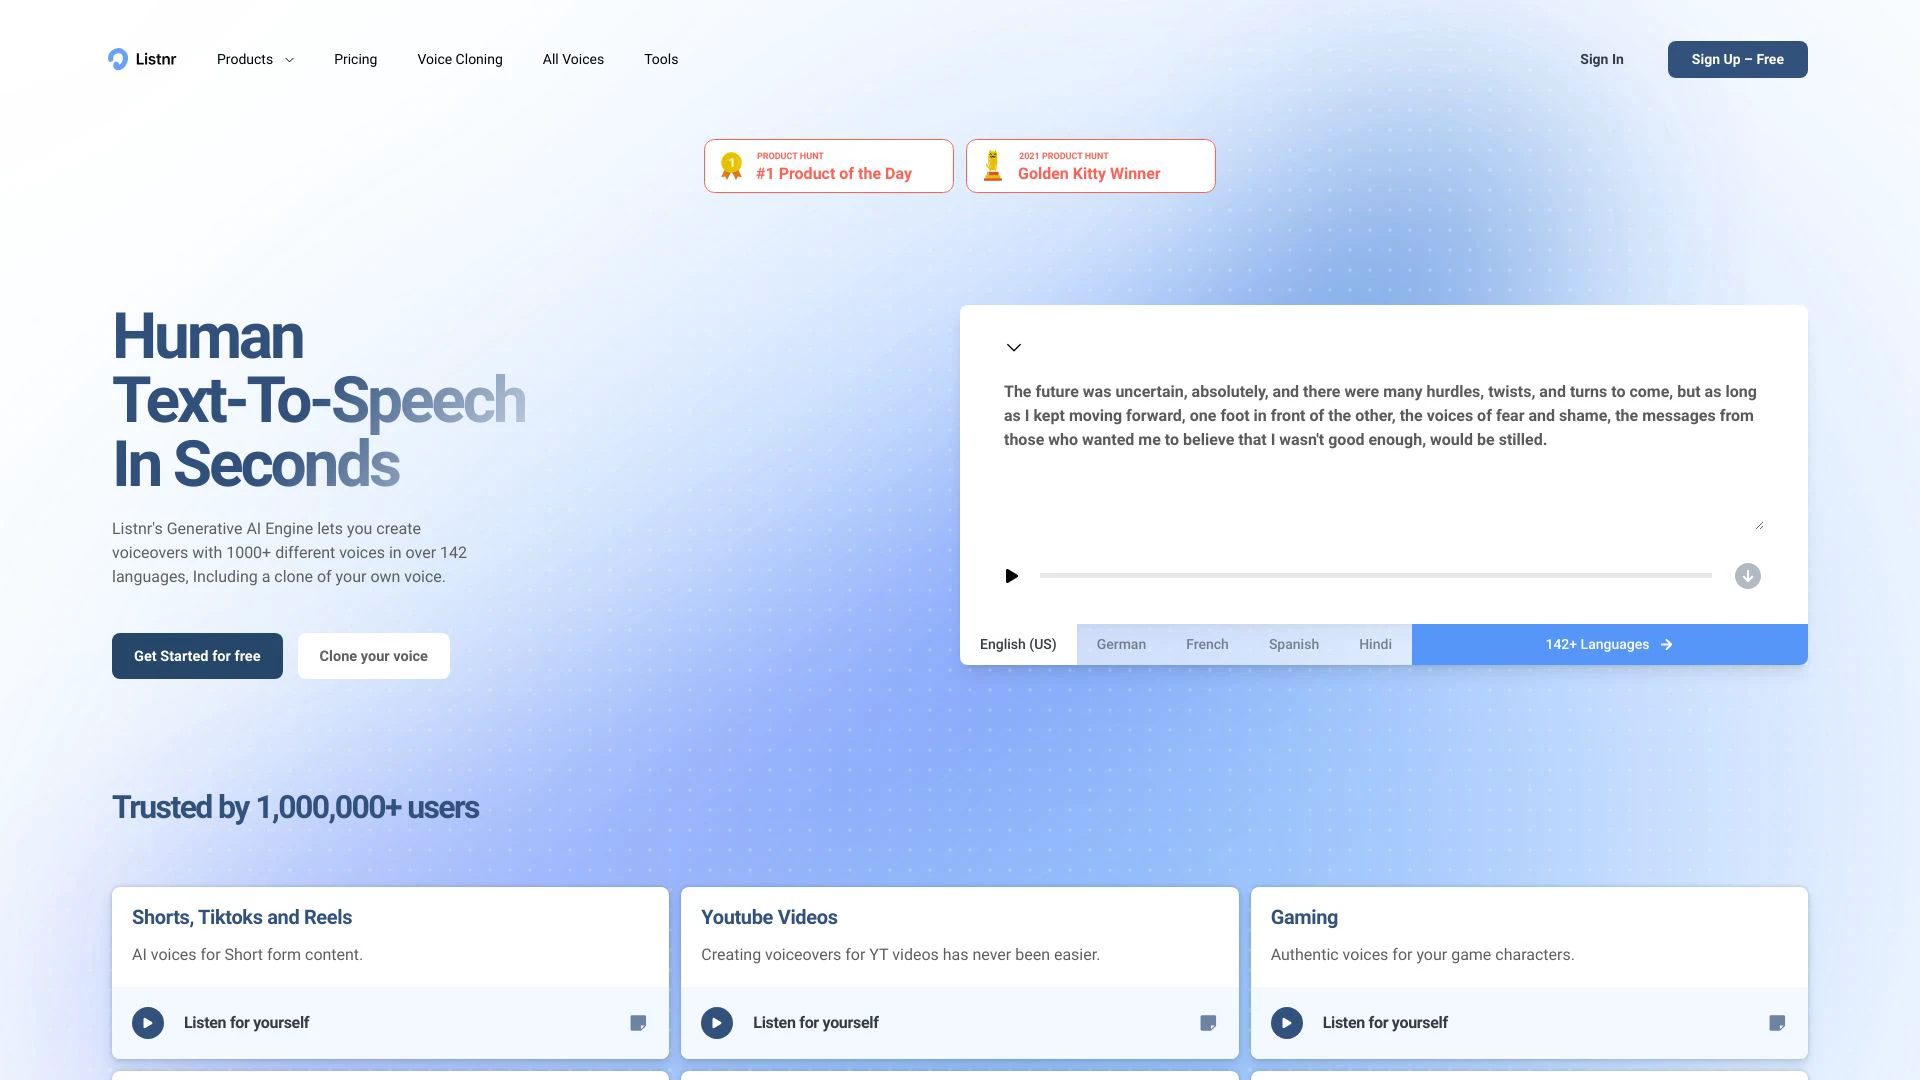 Listnr
Products
Pricing
Voice Cloning
All Voices
Tools
Sign In
Sign Up – Free
1
PRODUCT HUNT
#1 Product of the Day
2021 PRODUCT HUNT
Golden Kitty Winner
Human
Text-To-Speech
In Seconds
Listnr's Generative AI Engine lets you create
voiceovers with 1000+ different voices in over 142
languages, Including a clone of your own voice.
Get Started for free
Clone your voice
The future was uncertain, absolutely, and there were many hurdles, twists, and turns to come, but as long
as I kept moving forward, one foot in front of the other, the voices of fear and shame, the messages from
those who wanted me to believe that I wasn't good enough, would be stilled.
English (US)
German
French
Spanish
Hindi
142+ Languages
Trusted by 1,000,000+ users
Shorts, Tiktoks and Reels
AI voices for Short form content.
Listen for yourself
Youtube Videos
Creating voiceovers for YT videos has never been easier.
Listen for yourself
Gaming
Authentic voices for your game characters.
Listen for yourself